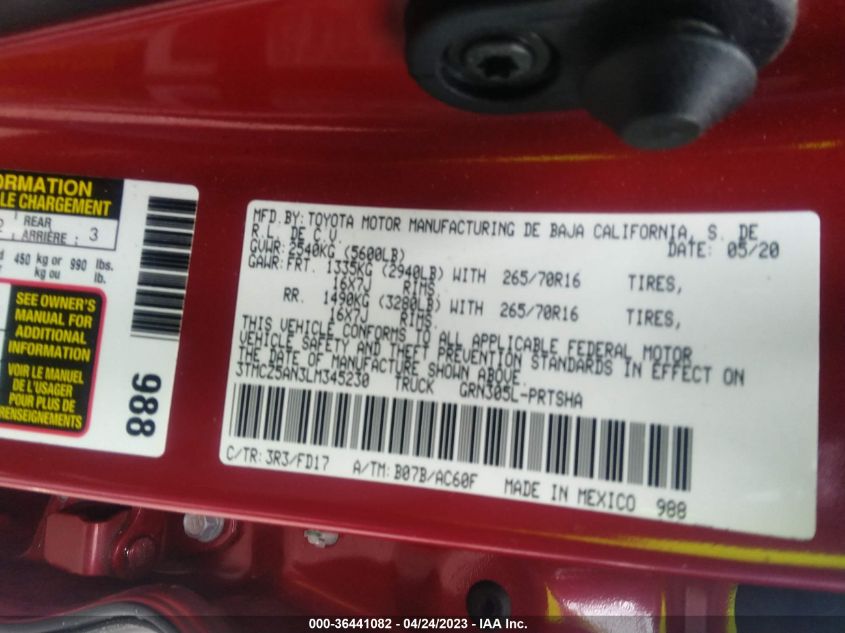 ORMATION
LE CHARGEMENT
2 REAR
ARRIÈRE : 3
d 450 kg or 990 lbs.
kg ou lb.
SEE OWNER'S
MANUAL FOR
ADDITIONAL
INFORMATION
VOIR LE MANUEL
DE L'USAGER
POUR PLUS DE
RENSEIGNEMENTS
988
MFD.BY: TOYOTA MOTOR MANUFACTURING DE BAJA CALIFORNIA, S. DE
R.L. DE C.V. DATE: 05/20
GVWR: 2540KG (5600LB)
GAWR: FRT. 1335KG (2940LB) WITH 265/70R16 TIRES,
16X7J RIMS.
RR. 1490KG (3280LB) WITH 265/70R16 TIRES,
16X7J RIMS.
THIS VEHICLE CONFORMS TO ALL APPLICABLE FEDERAL MOTOR
VEHICLE SAFETY AND THEFT PREVENTION STANDARDS IN EFFECT ON
THE DATE OF MANUFACTURE SHOWN ABOVE.
3TMCZ5AN3LM345230 TRUCK GRN305L-PRTSHA
C/TR: 3R3/FD17 A/TM: B07B/AC60F MADE IN MEXICO 988
000-36441082 - 04/24/2023 - IAA Inc.